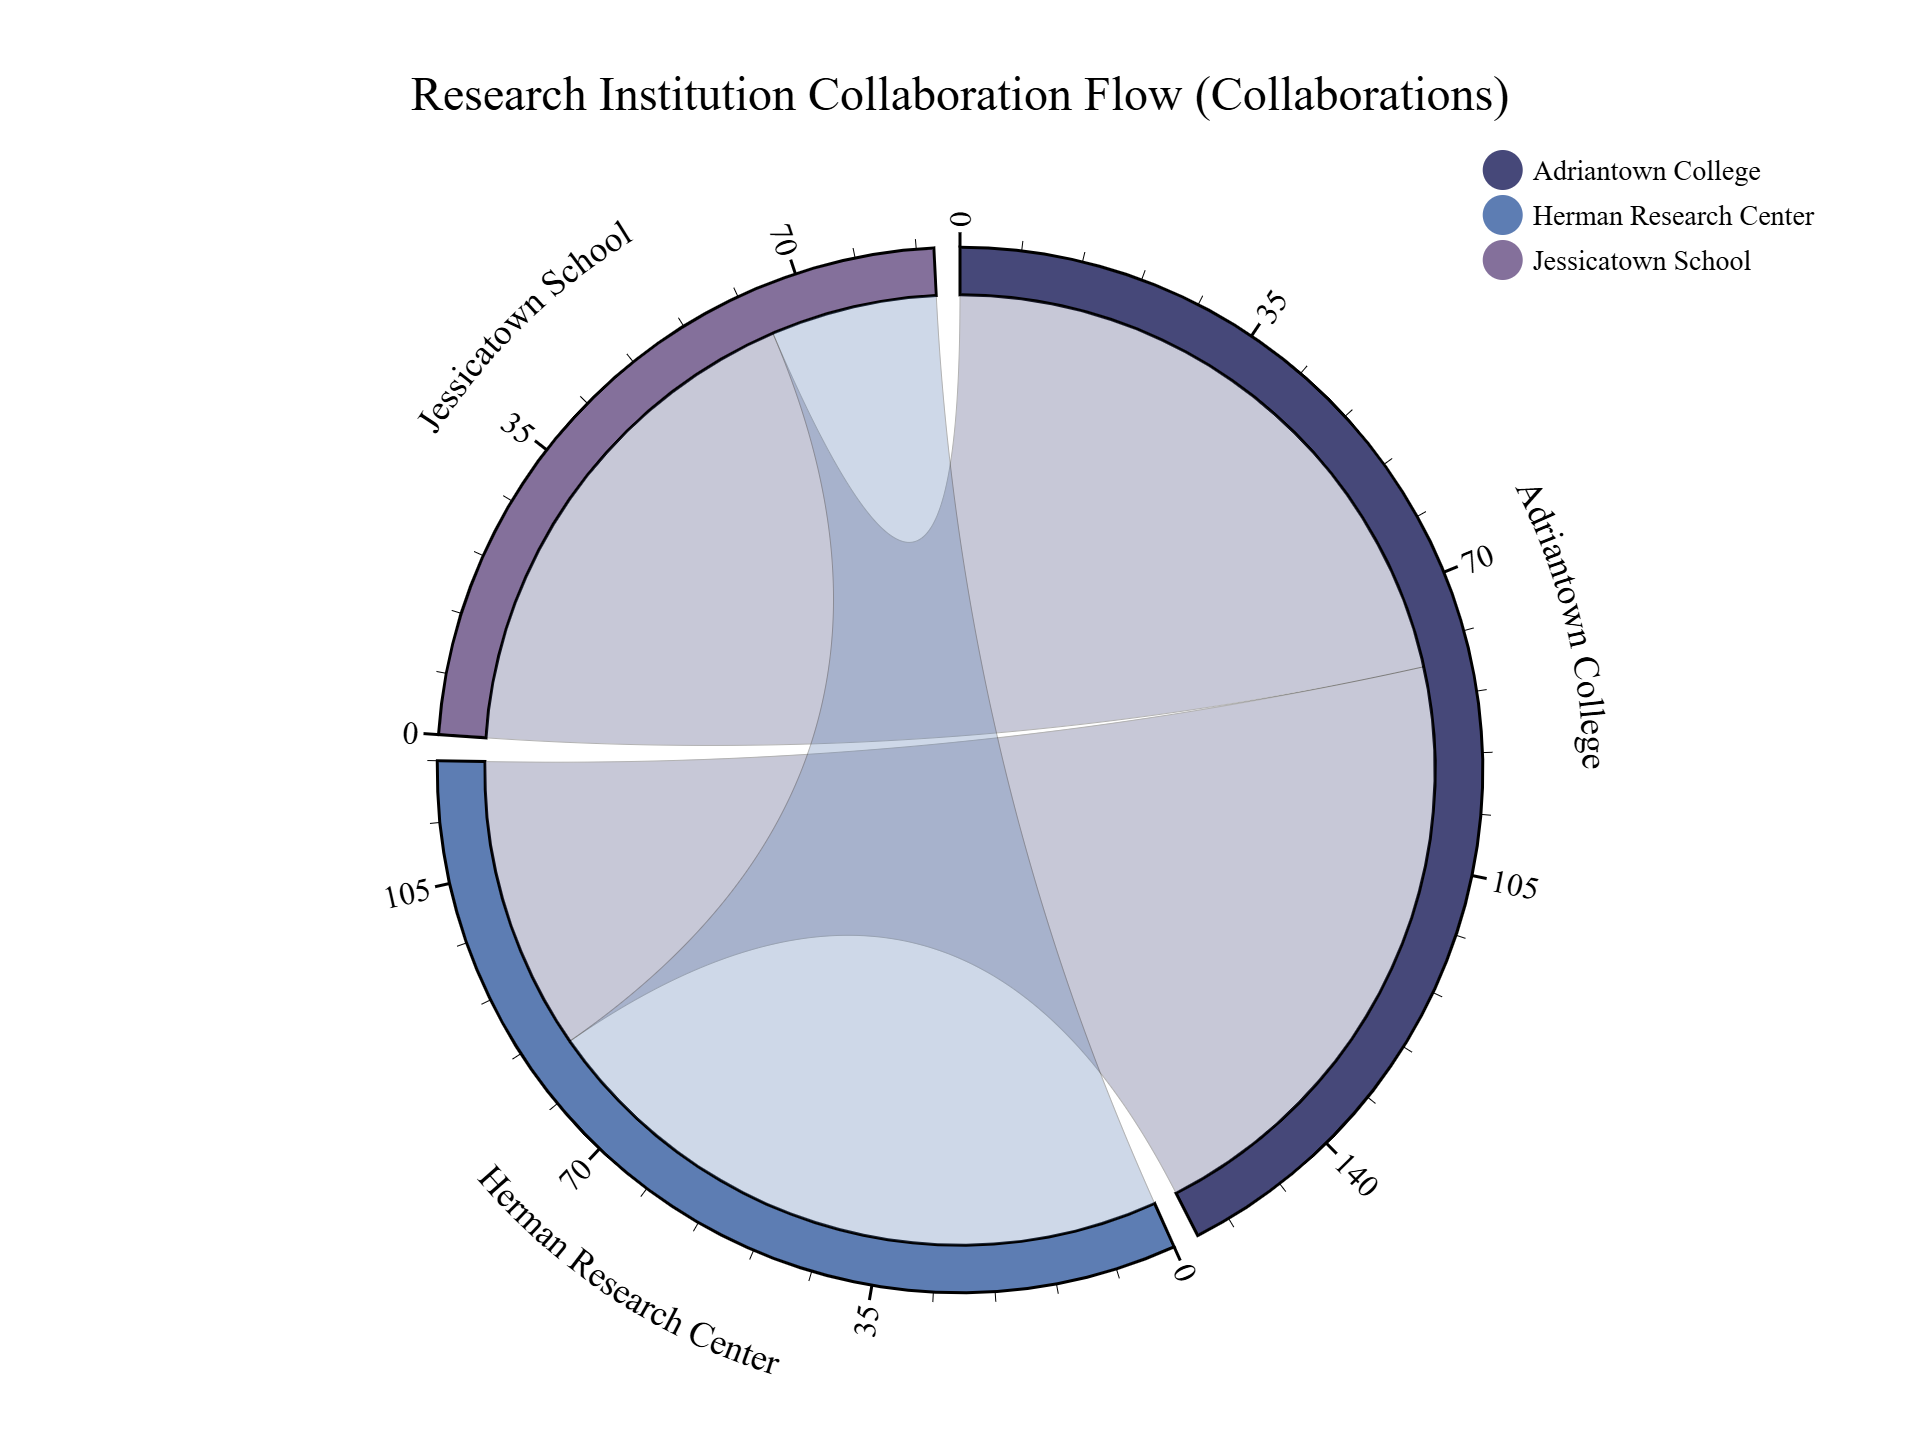 Research Institution Collaboration Flow (Collaborations)
Adriantown College
Herman Research Center
Jessicatown School
0
35
70
105
140
Adriantown College
0
35
70
105
Herman Research Center
0
35
70
Jessicatown School